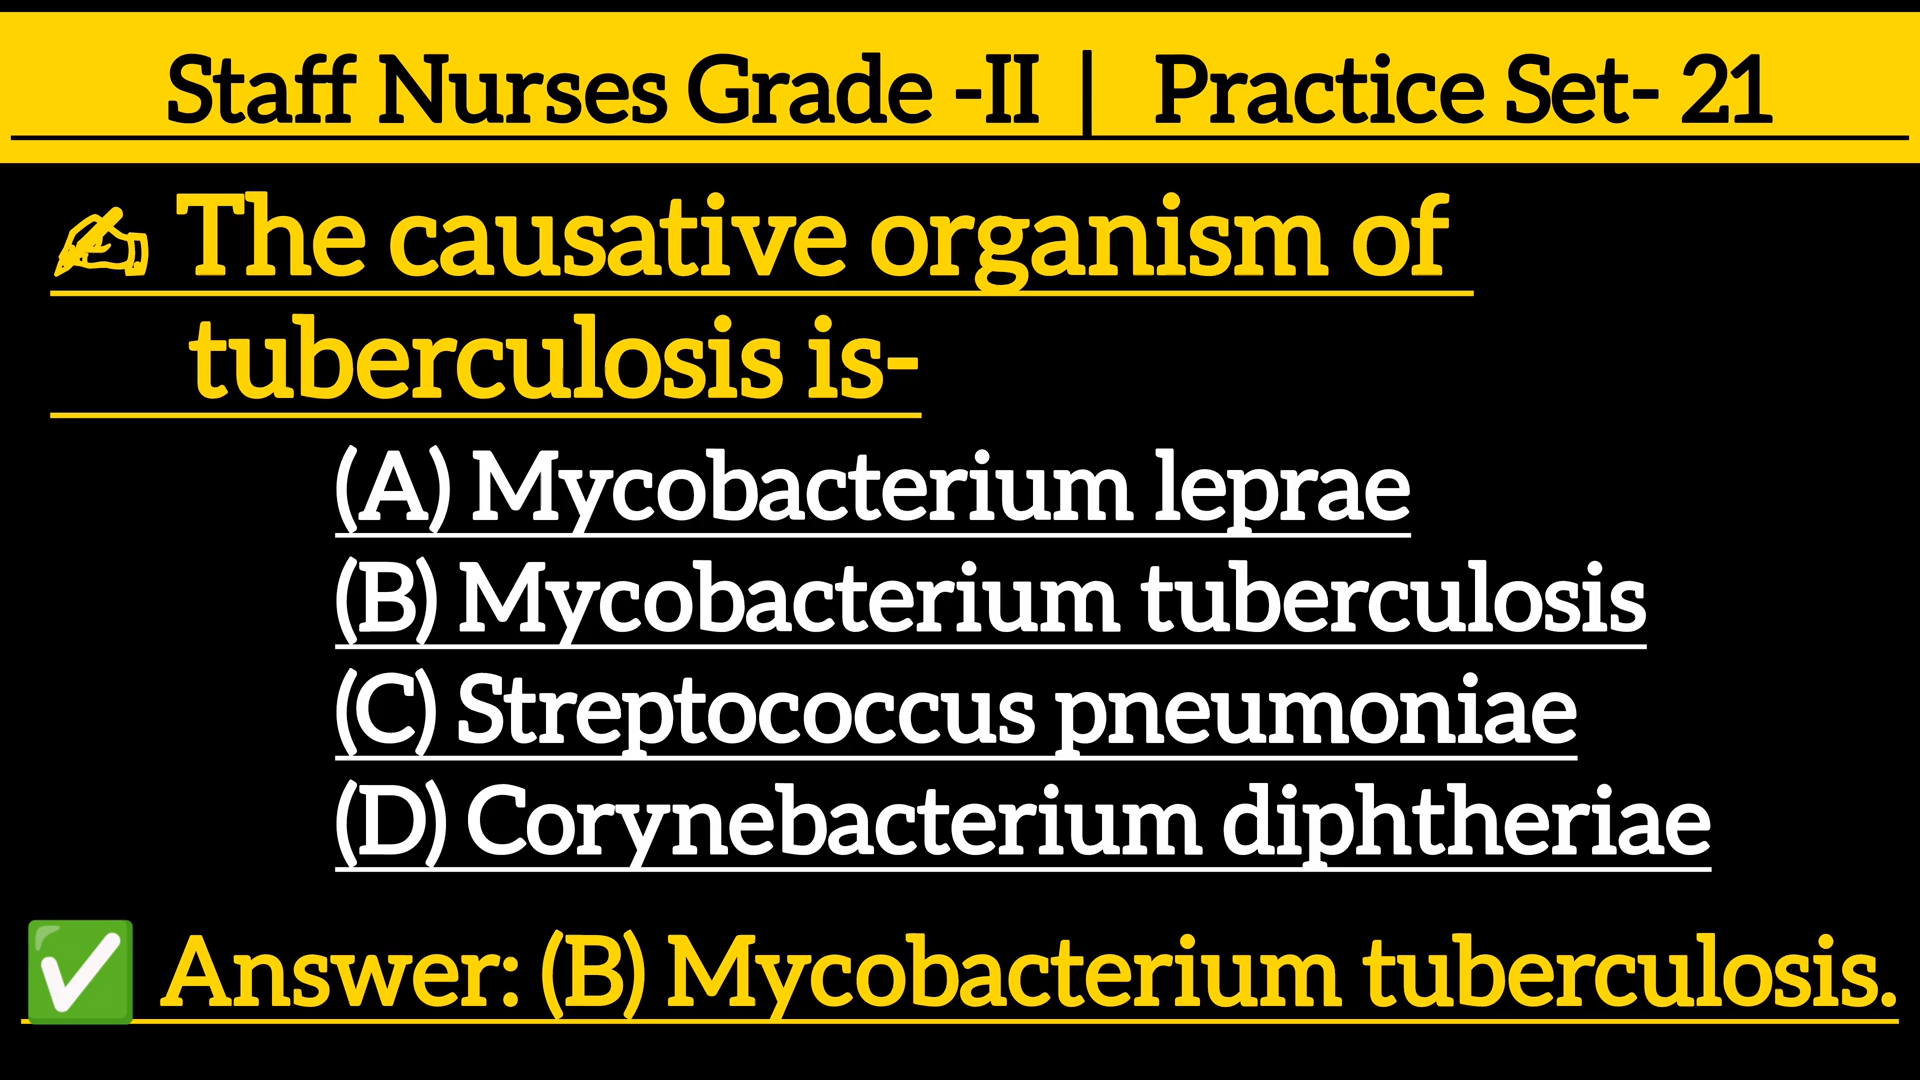 Staff Nurses Grade -II | Practice Set- 21
✍ The causative organism of
tuberculosis is-
(A) Mycobacterium leprae
(B) Mycobacterium tuberculosis
(C) Streptococcus pneumoniae
(D) Corynebacterium diphtheriae
✅ Answer: (B) Mycobacterium tuberculosis.